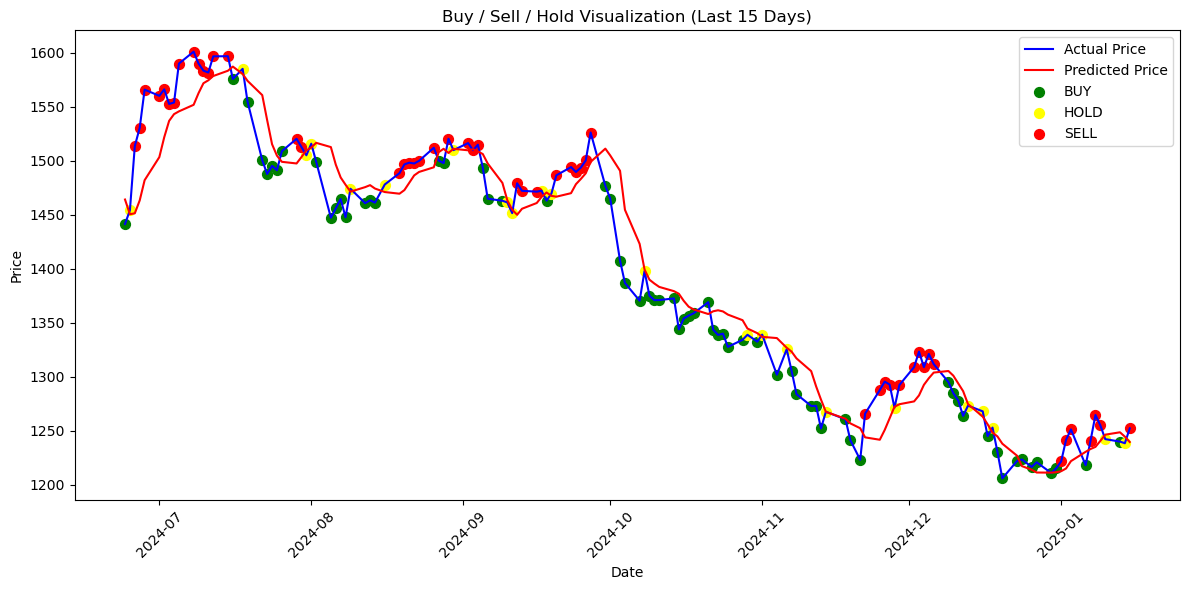 Buy / Sell / Hold Visualization (Last 15 Days)
Actual Price
Predicted Price
BUY
HOLD
SELL
Price
1600
1550
1500
1450
1400
1350
1300
1250
1200
2024-07
2024-08
2024-09
2024-10
2024-11
2024-12
2025-01
Date